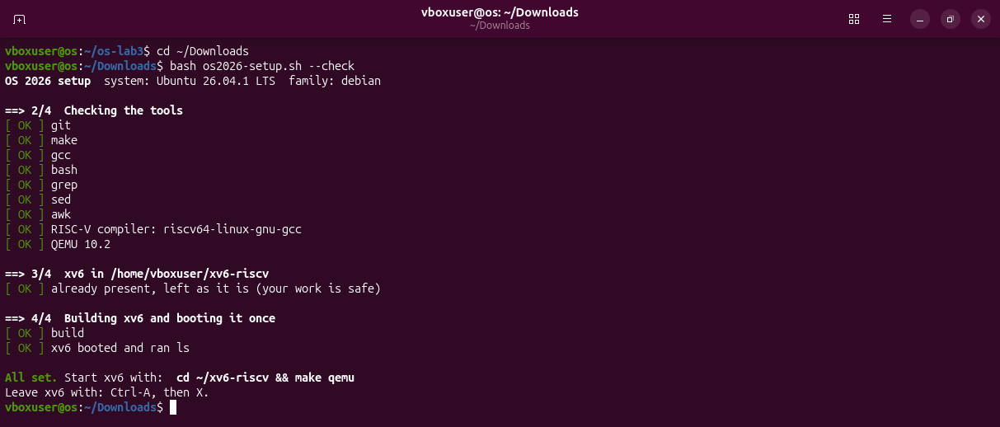 vboxuser@os: ~/Downloads
~/Downloads
vboxuser@os:~/os-lab3$ cd ~/Downloads
vboxuser@os:~/Downloads$ bash os2026-setup.sh --check
OS 2026 setup  system: Ubuntu 26.04.1 LTS  family: debian
==> 2/4  Checking the tools
[ OK ] git
[ OK ] make
[ OK ] gcc
[ OK ] bash
[ OK ] grep
[ OK ] sed
[ OK ] awk
[ OK ] RISC-V compiler: riscv64-linux-gnu-gcc
[ OK ] QEMU 10.2
==> 3/4  xv6 in /home/vboxuser/xv6-riscv
[ OK ] already present, left as it is (your work is safe)
==> 4/4  Building xv6 and booting it once
[ OK ] build
[ OK ] xv6 booted and ran ls
All set. Start xv6 with:  cd ~/xv6-riscv && make qemu
Leave xv6 with: Ctrl-A, then X.
vboxuser@os:~/Downloads$